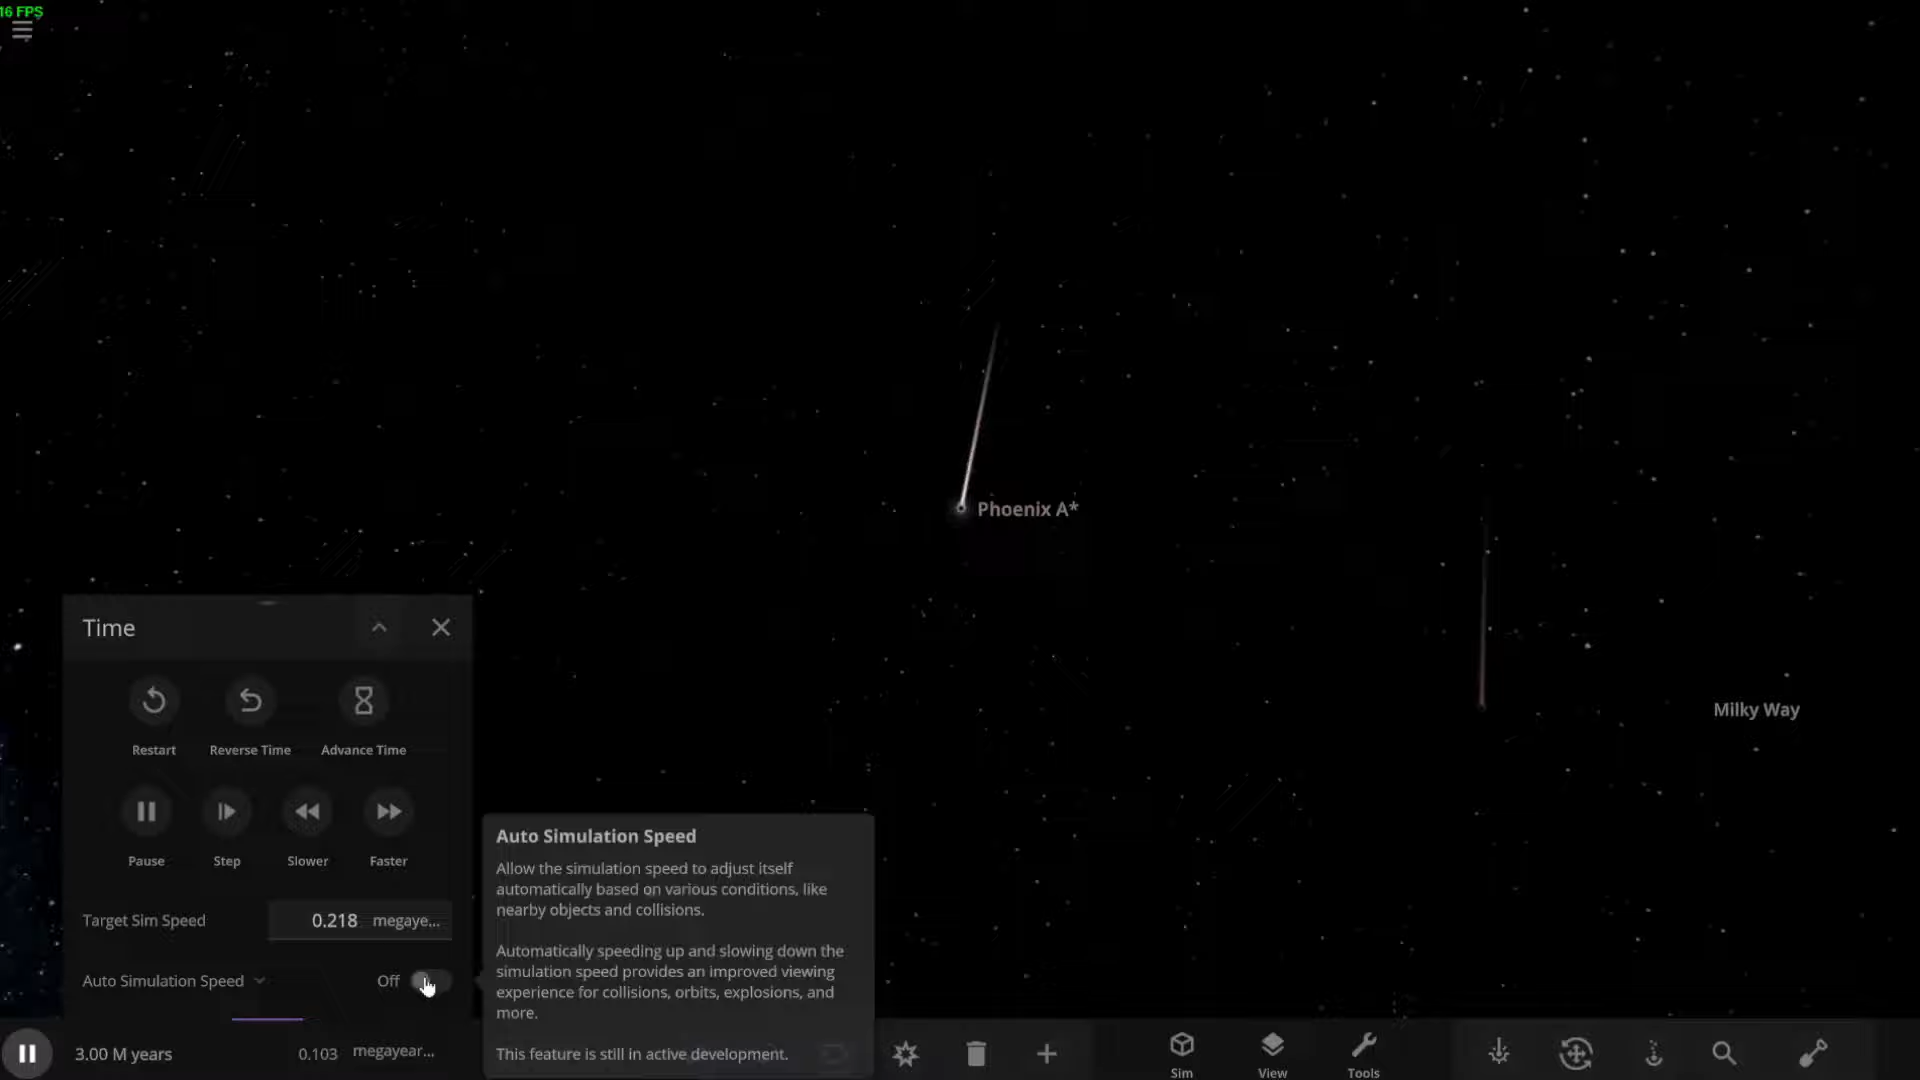 16 FPS
Phoenix A*
Milky Way
Time
Restart
Reverse Time
Advance Time
Pause
Step
Slower
Faster
Target Sim Speed
0.218 megaye...
Auto Simulation Speed
Off
3.00 M years
0.103 megayear...
Auto Simulation Speed
Allow the simulation speed to adjust itself
automatically based on various conditions, like
nearby objects and collisions.
Automatically speeding up and slowing down the
simulation speed provides an improved viewing
experience for collisions, orbits, explosions, and
more.
This feature is still in active development.
Sim
View
Tools